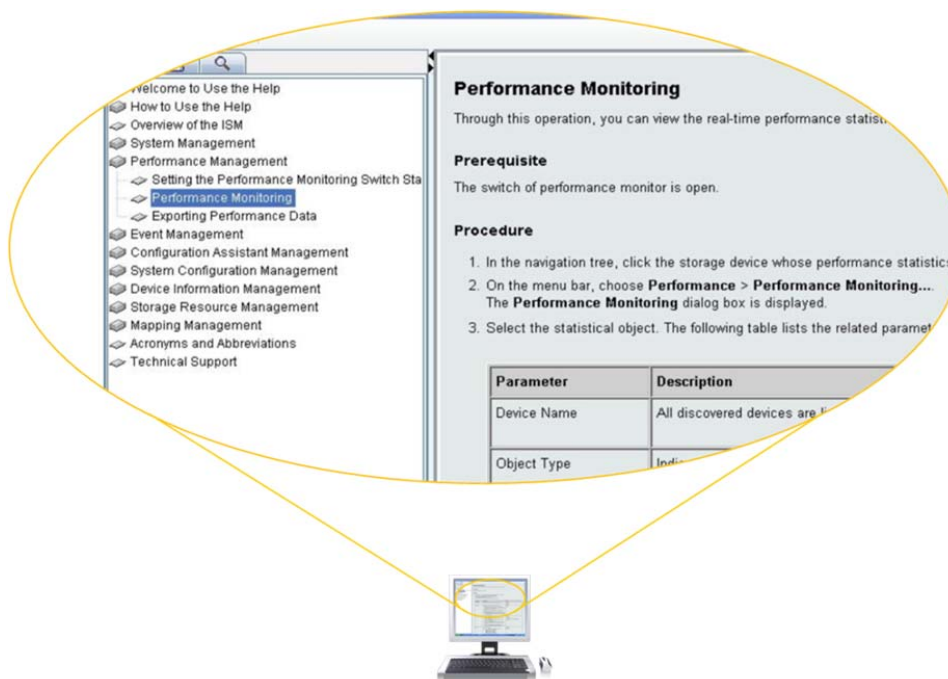 Welcome to Use the Help
How to Use the Help
Overview of the ISM
System Management
Performance Management
Setting the Performance Monitoring Switch Sta
Performance Monitoring
Exporting Performance Data
Event Management
Configuration Assistant Management
System Configuration Management
Device Information Management
Storage Resource Management
Mapping Management
Acronyms and Abbreviations
Technical Support
Performance Monitoring
Through this operation, you can view the real-time performance statis
Prerequisite
The switch of performance monitor is open.
Procedure
1. In the navigation tree, click the storage device whose performance statistics
2. On the menu bar, choose Performance > Performance Monitoring....
The Performance Monitoring dialog box is displayed.
3. Select the statistical object. The following table lists the related paramet
Parameter Description
Device Name All discovered devices are li
Object Type Indi